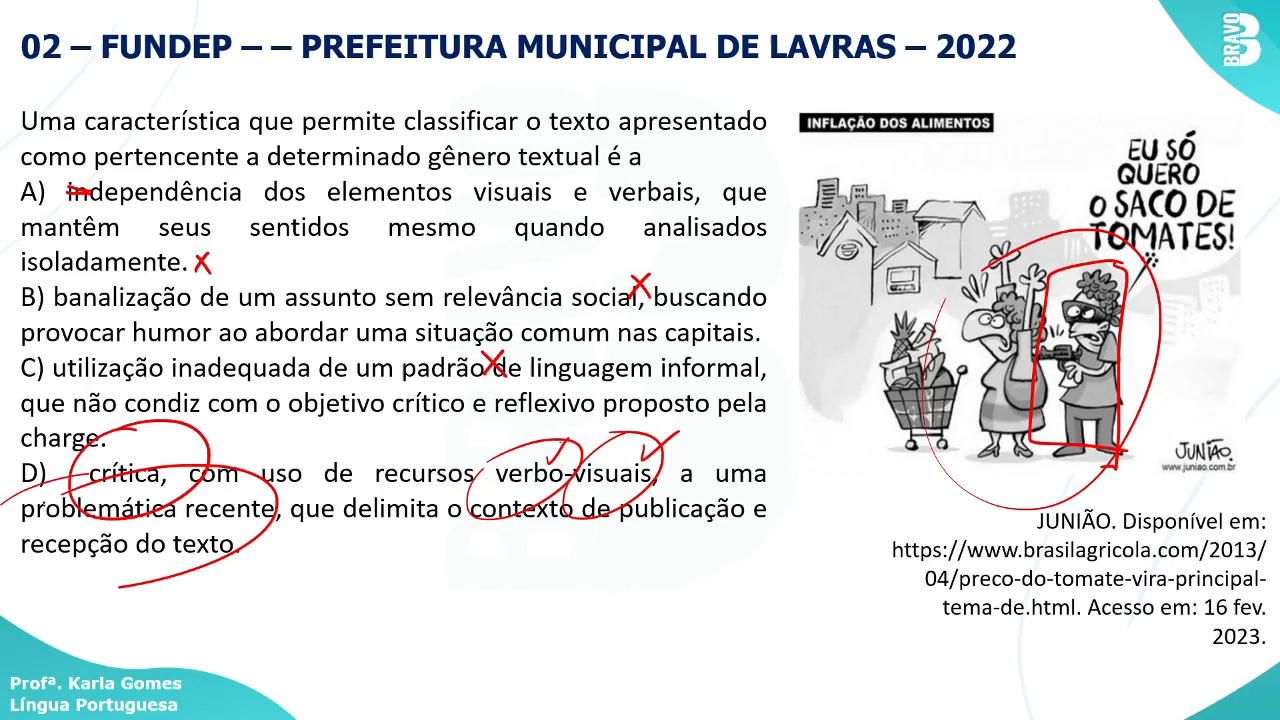 02 – FUNDEP – – PREFEITURA MUNICIPAL DE LAVRAS – 2022
BRAVO
B
Uma característica que permite classificar o texto apresentado
como pertencente a determinado gênero textual é a
A) independência dos elementos visuais e verbais, que
mantêm seus sentidos mesmo quando analisados
isoladamente.
B) banalização de um assunto sem relevância social, buscando
provocar humor ao abordar uma situação comum nas capitais.
C) utilização inadequada de um padrão de linguagem informal,
que não condiz com o objetivo crítico e reflexivo proposto pela
charge.
D) crítica, com uso de recursos verbo-visuais, a uma
problemática recente, que delimita o contexto de publicação e
recepção do texto.
INFLAÇÃO DOS ALIMENTOS
EU SÓ
QUERO
O SACO DE
TOMATES!
JUNIÃO.
www.juniao.com.br
JUNIÃO. Disponível em:
https://www.brasilagricola.com/2013/
04/preco-do-tomate-vira-principal-
tema-de.html. Acesso em: 16 fev.
2023.
Profª. Karla Gomes
Língua Portuguesa